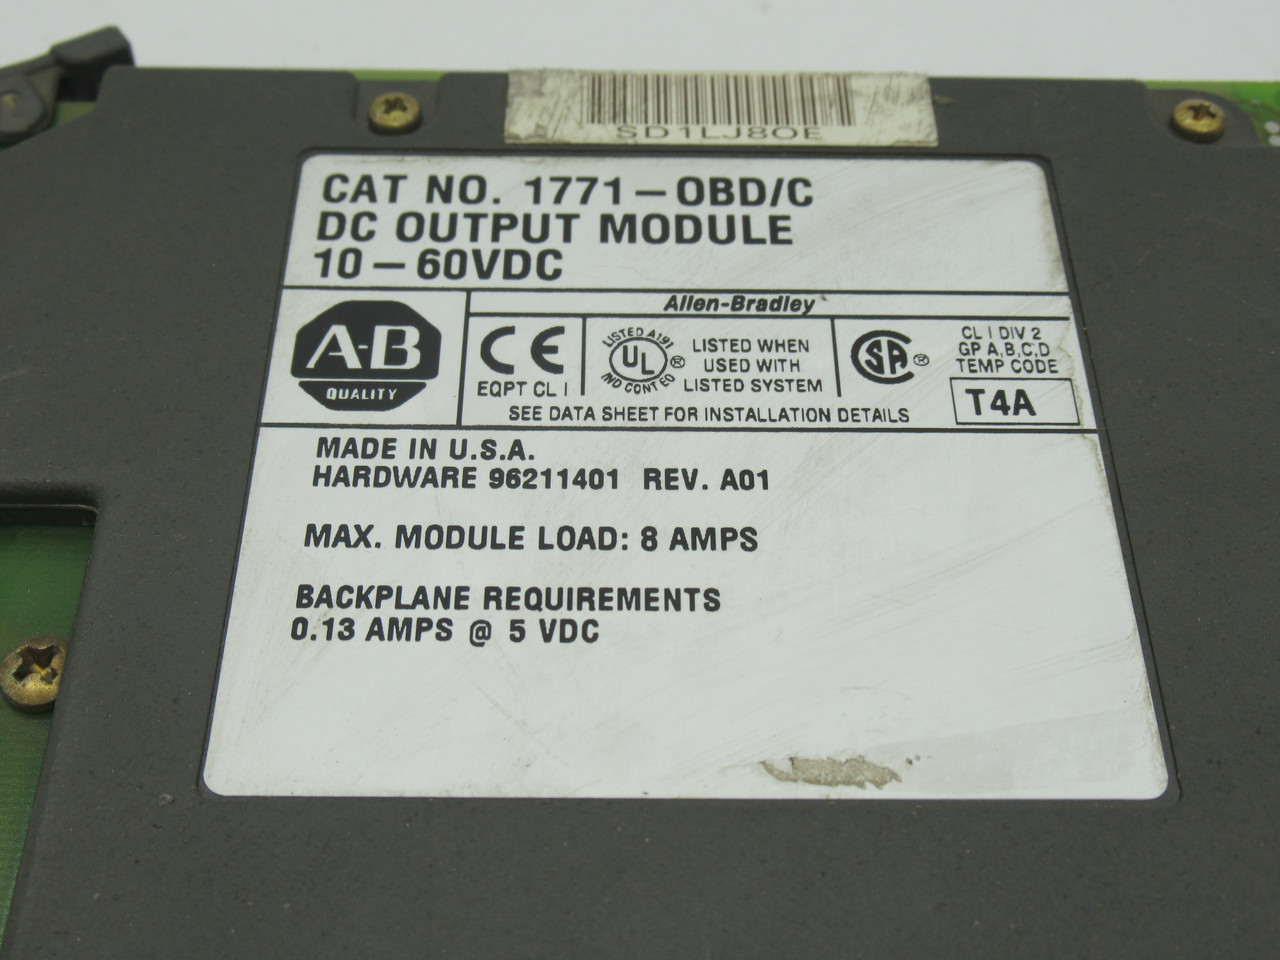 SD1LJ8OE
CAT NO. 1771-OBD/C
DC OUTPUT MODULE
10-60VDC
Allen-Bradley
A-B
QUALITY
CE
EQPT CL I
LISTED A191
UL ®
IND CONT EQ
LISTED WHEN
USED WITH
LISTED SYSTEM
SA ®
CL I DIV 2
GP A,B,C,D
TEMP CODE
T4A
SEE DATA SHEET FOR INSTALLATION DETAILS
MADE IN U.S.A.
HARDWARE 96211401 REV. A01
MAX. MODULE LOAD: 8 AMPS
BACKPLANE REQUIREMENTS
0.13 AMPS @ 5 VDC